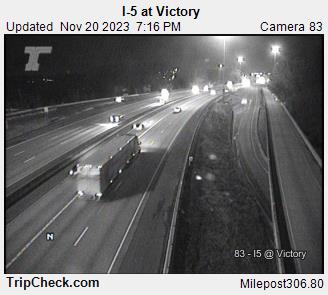 I-5 at Victory
Updated Nov 20 2023 7:16 PM Camera 83
T
N
83 - I5 @ Victory
TripCheck.com Milepost306.80